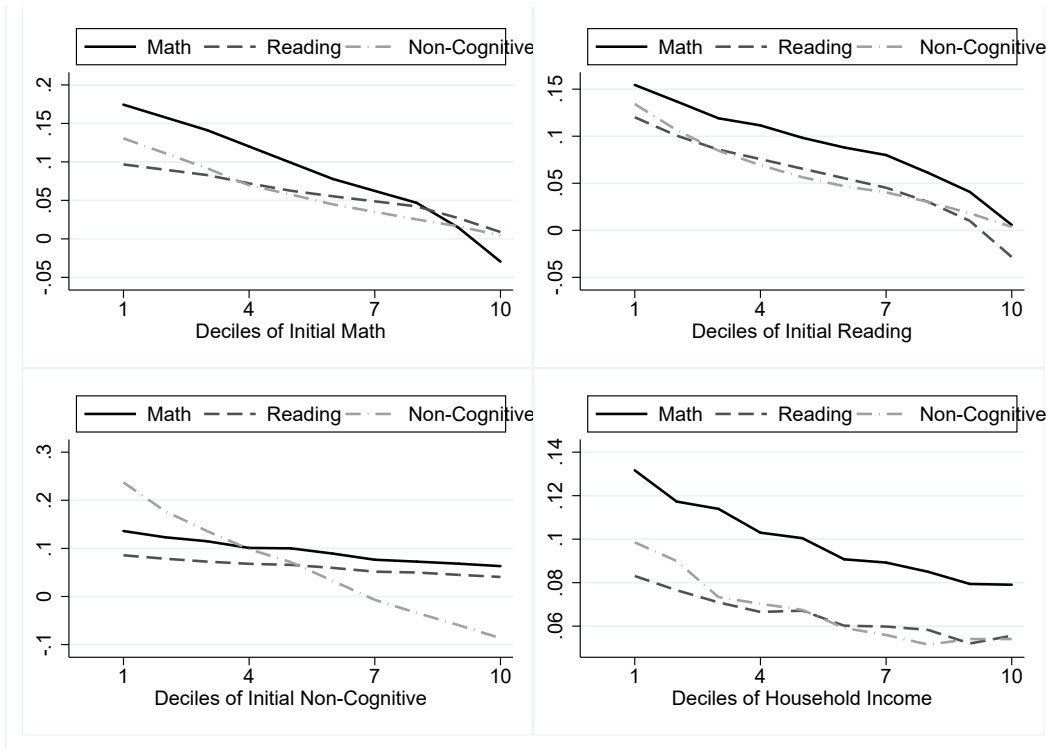 Math Reading Non-Cognitive
.2
.15
.1
.05
0
-.05
1 4 7 10
Deciles of Initial Math
Math Reading Non-Cognitive
.15
.1
.05
0
-.05
1 4 7 10
Deciles of Initial Reading
Math Reading Non-Cognitive
.3
.2
.1
0
-.1
1 4 7 10
Deciles of Initial Non-Cognitive
Math Reading Non-Cognitive
.14
.12
.1
.08
.06
1 4 7 10
Deciles of Household Income